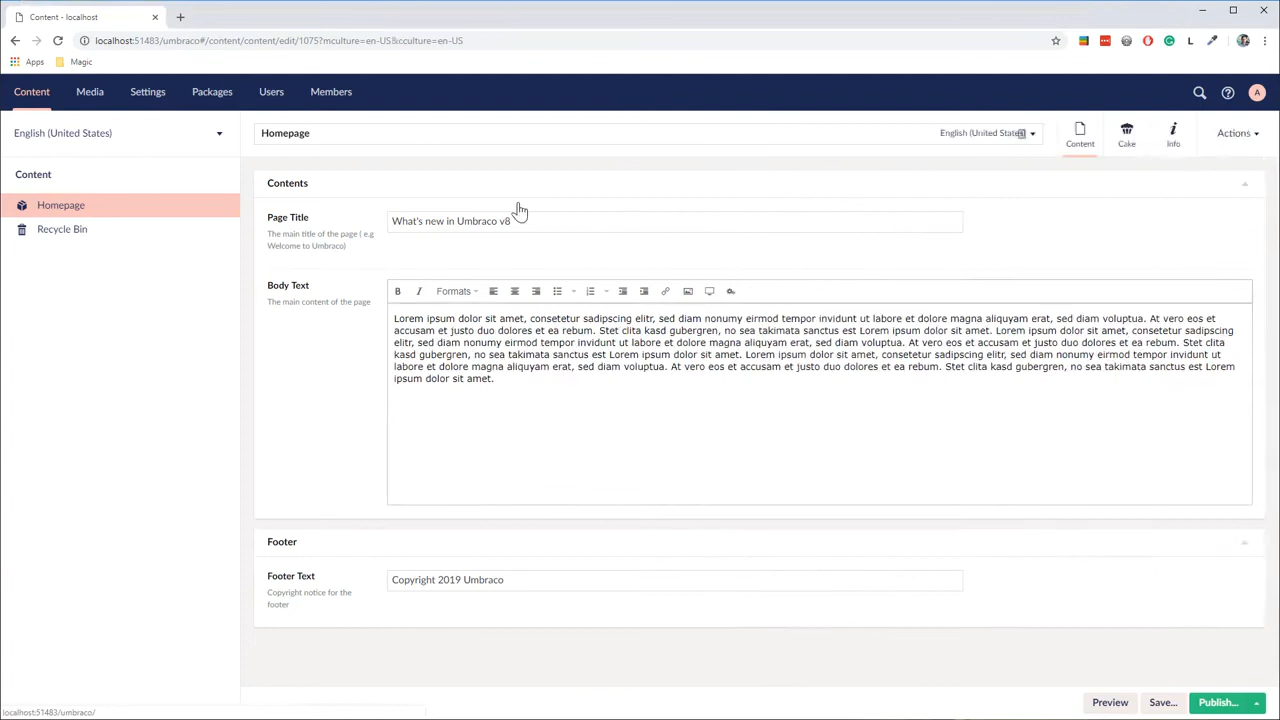 Content - localhost
localhost:51483/umbraco#/content/content/edit/1075?mculture=en-US&cculture=en-US
Apps
Magic
Content
Media
Settings
Packages
Users
Members
A
English (United States)
Homepage
English (United States)
Content
Cake
Info
Actions
Content
Homepage
Recycle Bin
Contents
Page Title
The main title of the page ( e.g
Welcome to Umbraco)
What's new in Umbraco v8
Body Text
The main content of the page
B
I
Formats
Lorem ipsum dolor sit amet, consetetur sadipscing elitr, sed diam nonumy eirmod tempor invidunt ut labore et dolore magna aliquyam erat, sed diam voluptua. At vero eos et
accusam et justo duo dolores et ea rebum. Stet clita kasd gubergren, no sea takimata sanctus est Lorem ipsum dolor sit amet. Lorem ipsum dolor sit amet, consetetur sadipscing
elitr, sed diam nonumy eirmod tempor invidunt ut labore et dolore magna aliquyam erat, sed diam voluptua. At vero eos et accusam et justo duo dolores et ea rebum. Stet clita
kasd gubergren, no sea takimata sanctus est Lorem ipsum dolor sit amet. Lorem ipsum dolor sit amet, consetetur sadipscing elitr, sed diam nonumy eirmod tempor invidunt ut
labore et dolore magna aliquyam erat, sed diam voluptua. At vero eos et accusam et justo duo dolores et ea rebum. Stet clita kasd gubergren, no sea takimata sanctus est Lorem
ipsum dolor sit amet.
Footer
Footer Text
Copyright notice for the
footer
Copyright 2019 Umbraco
Preview
Save...
Publish...
localhost:51483/umbraco/